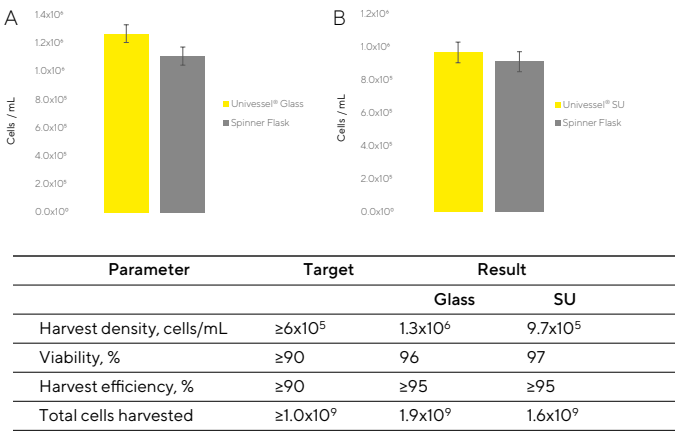 A
1.4x10⁶
1.2x10⁶
1.0x10⁶
8.0x10⁵
6.0x10⁵
4.0x10⁵
2.0x10⁵
0.0x10⁰
Cells / mL
Univessel® Glass
Spinner Flask
B
1.2x10⁶
1.0x10⁶
8.0x10⁵
6.0x10⁵
4.0x10⁵
2.0x10⁵
0.0x10⁰
Cells / mL
Univessel® SU
Spinner Flask
Parameter Target Result
Glass SU
Harvest density, cells/mL ≥6x10⁵ 1.3x10⁶ 9.7x10⁵
Viability, % ≥90 96 97
Harvest efficiency, % ≥90 ≥95 ≥95
Total cells harvested ≥1.0x10⁹ 1.9x10⁹ 1.6x10⁹